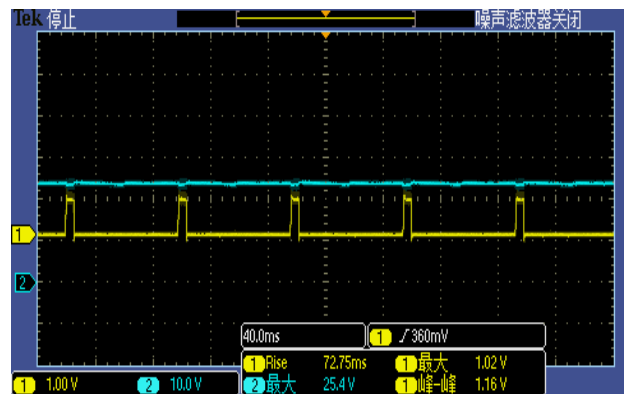 Tek 停止 噪声滤波器关闭
1
2
40.0ms 1 360mV
1 Rise 72.75ms 1 最大 1.02 V
1 1.00 V 2 10.0 V 2 最大 25.4 V 1 峰-峰 1.16 V